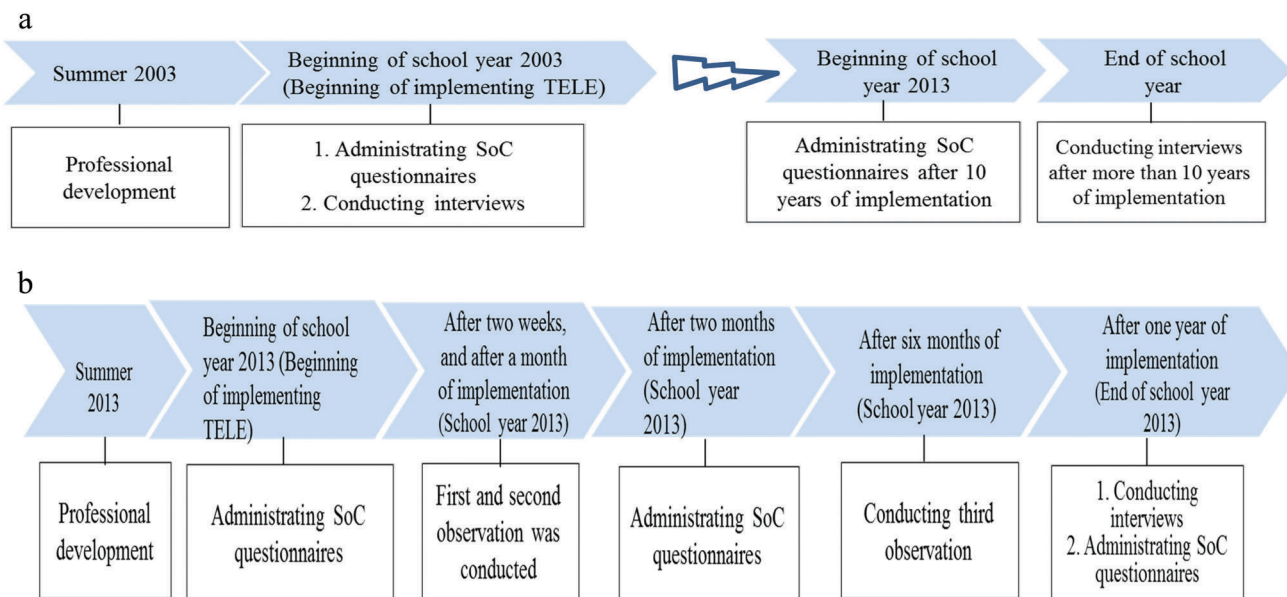 a
Summer 2003
Beginning of school year 2003
(Beginning of implementing TELE)
Beginning of school
year 2013
End of school
year
Professional
development
1. Administrating SoC
questionnaires
2. Conducting interviews
Administrating SoC
questionnaires after 10
years of implementation
Conducting interviews
after more than 10 years
of implementation
b
Summer
2013
Beginning of school
year 2013 (Beginning
of implementing
TELE)
After two weeks,
and after a month
of implementation
(School year 2013)
After two months
of implementation
(School year
2013)
After six months of
implementation
(School year 2013)
After one year of
implementation
(End of school year
2013)
Professional
development
Administrating SoC
questionnaires
First and second
observation was
conducted
Administrating SoC
questionnaires
Conducting third
observation
1. Conducting
interviews
2. Administrating SoC
questionnaires